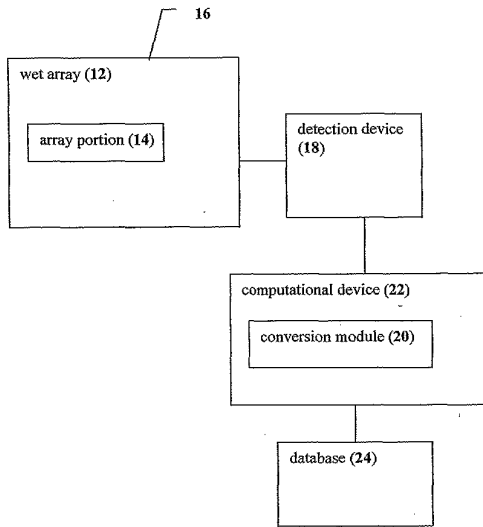 16
wet array (12)
array portion (14)
detection device
(18)
computational device (22)
conversion module (20)
database (24)